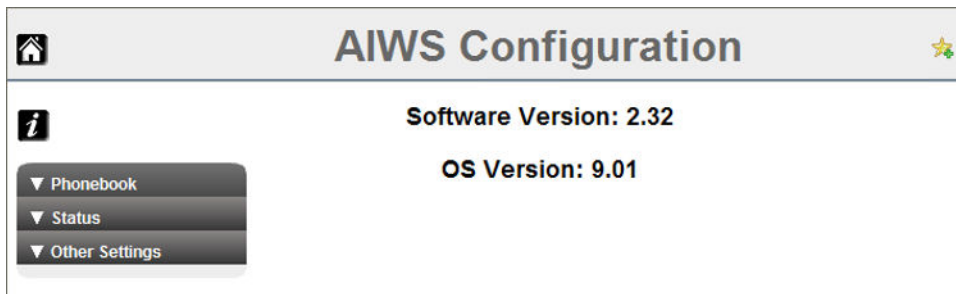 AIWS Configuration
i
Software Version: 2.32
OS Version: 9.01
▼ Phonebook
▼ Status
▼ Other Settings